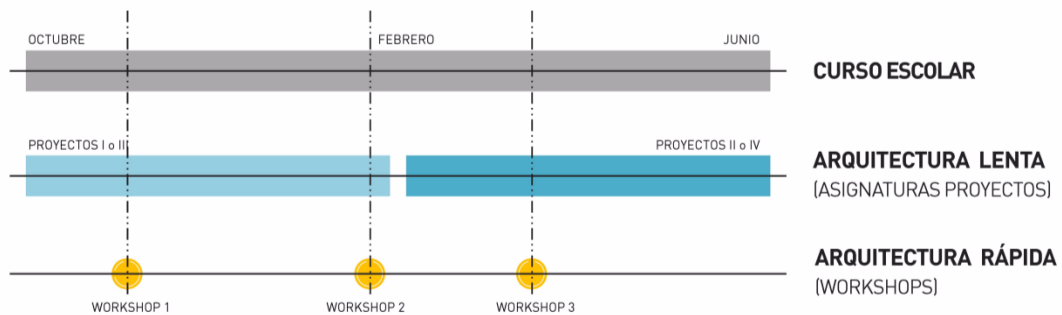 OCTUBRE
FEBRERO
JUNIO
CURSO ESCOLAR
PROYECTOS I o III
PROYECTOS II o IV
ARQUITECTURA LENTA
(ASIGNATURAS PROYECTOS)
ARQUITECTURA RÁPIDA
(WORKSHOPS)
WORKSHOP 1
WORKSHOP 2
WORKSHOP 3